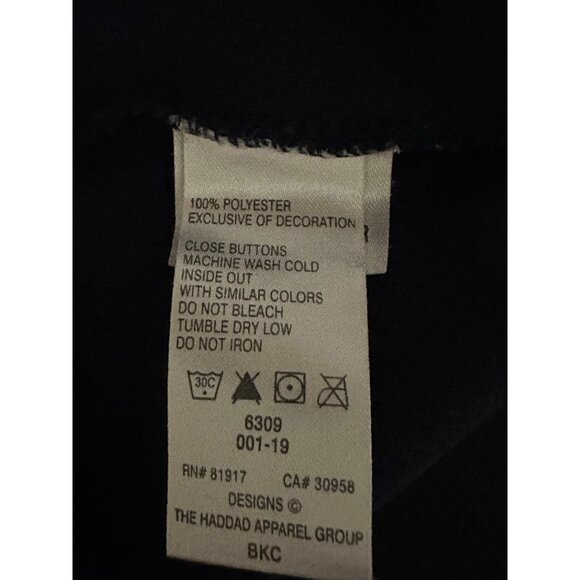 100% POLYESTER
EXCLUSIVE OF DECORATION
R
CLOSE BUTTONS
MACHINE WASH COLD
INSIDE OUT
WITH SIMILAR COLORS
DO NOT BLEACH
TUMBLE DRY LOW
DO NOT IRON
30C
6309
001-19
RN# 81917 CA# 30958
DESIGNS ©
THE HADDAD APPAREL GROUP
BKC